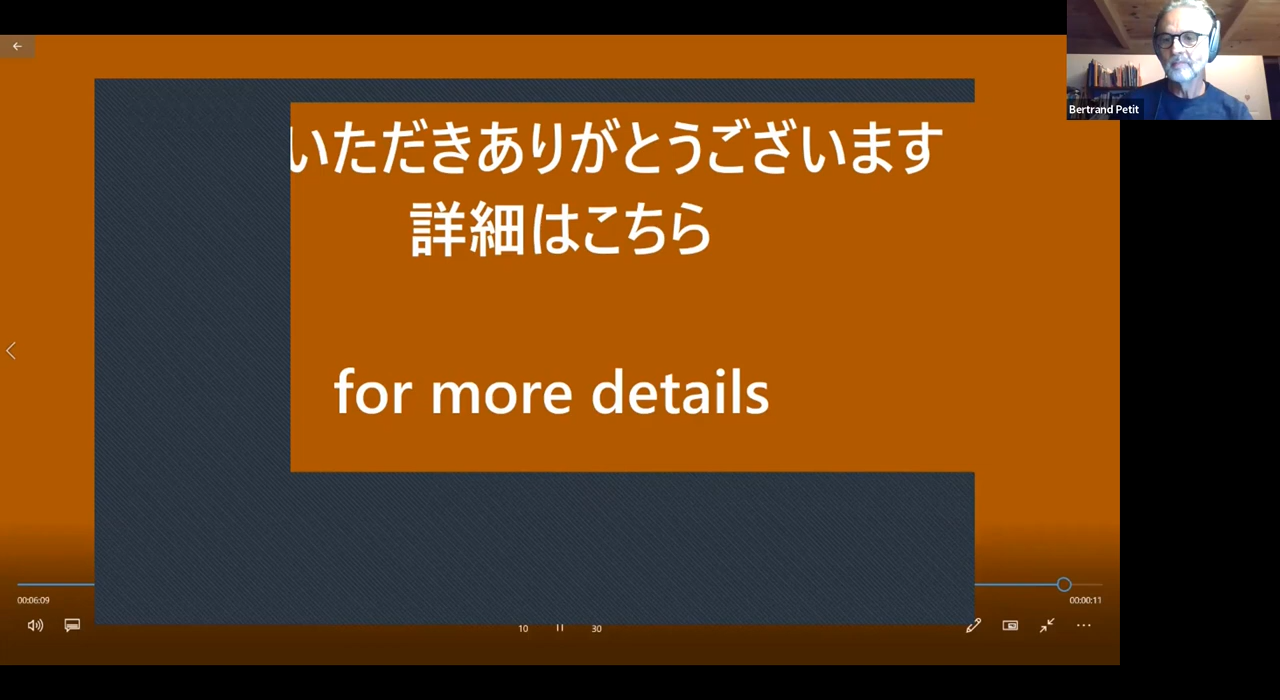 Bertrand Petit
いただきありがとうございます
詳細はこちら
for more details
00:06:09
00:00:11
10
30